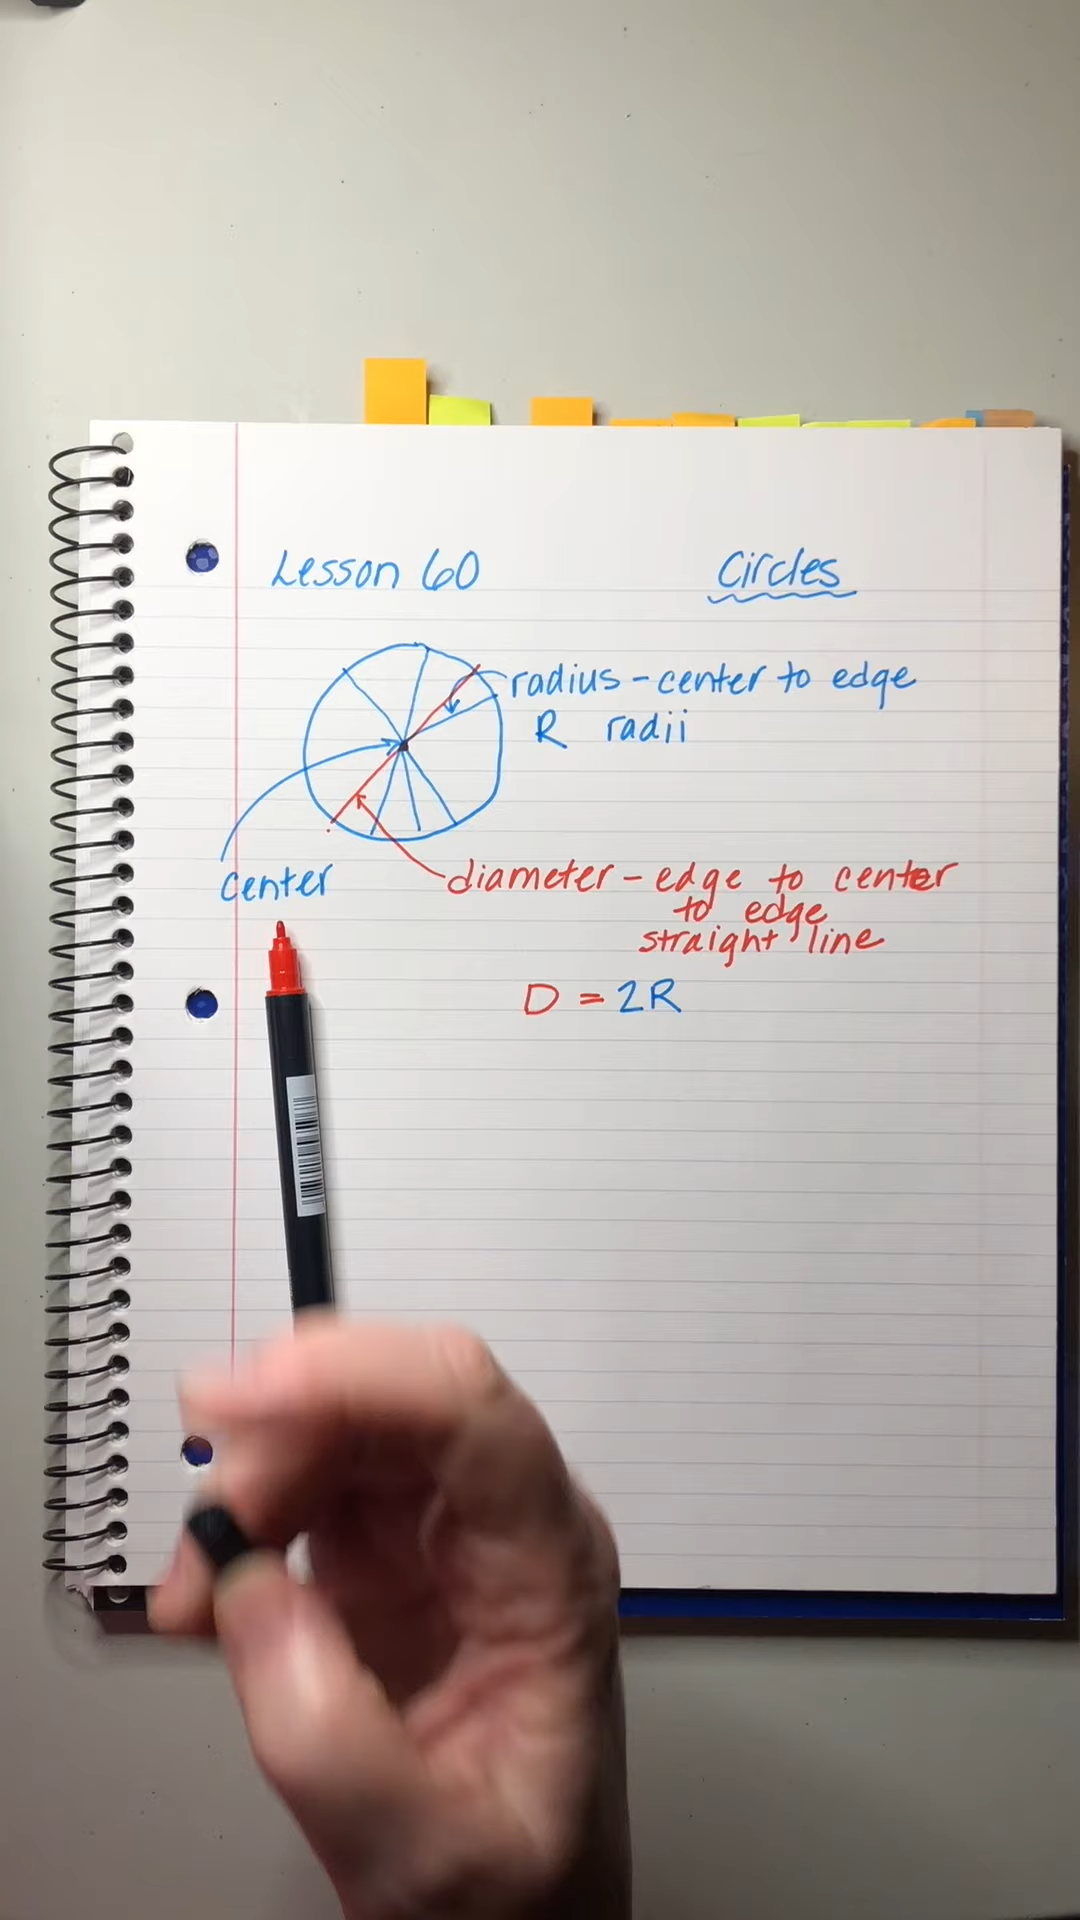 Lesson 60
Circles
radius - center to edge
R radii
center
diameter - edge to center
to edge
straight line
D = 2R